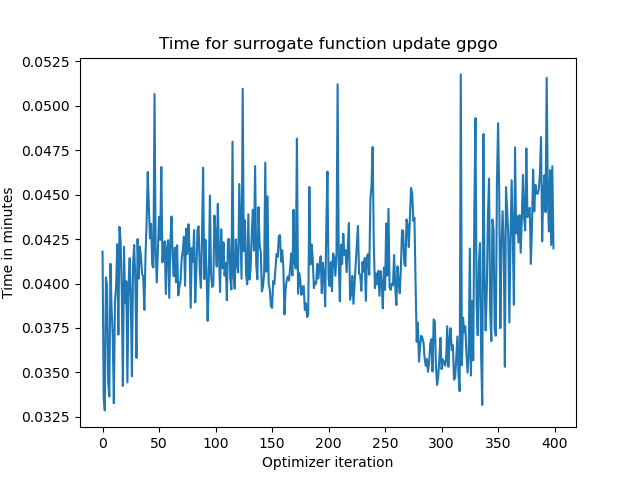 Time for surrogate function update gpgo
0.0525
0.0500
0.0475
0.0450
0.0425
0.0400
0.0375
0.0350
0.0325
Time in minutes
0 50 100 150 200 250 300 350 400
Optimizer iteration